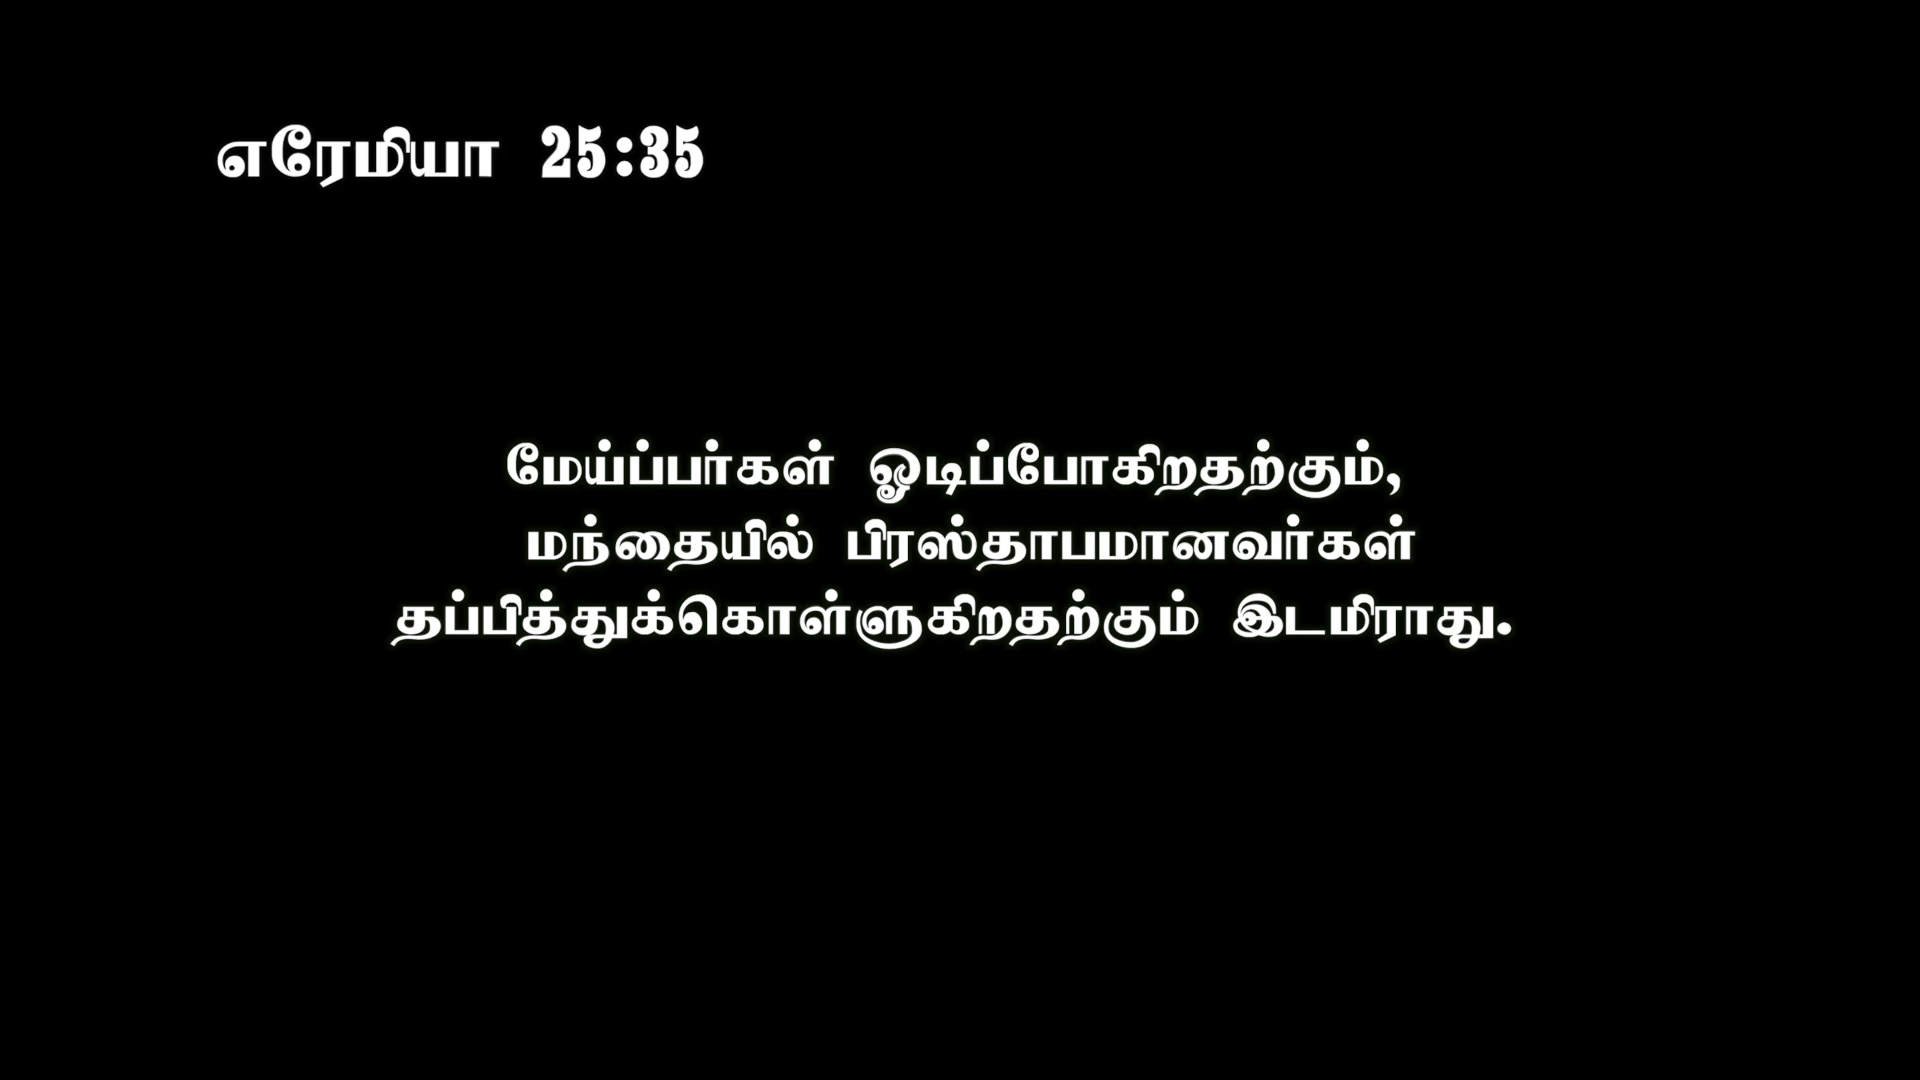 எரேமியா 25:35
மேய்ப்பர்கள் ஓடிப்போகிறதற்கும்,
மந்தையில் பிரஸ்தாபமானவர்கள்
தப்பித்துக்கொள்ளுகிறதற்கும் இடமிராது.